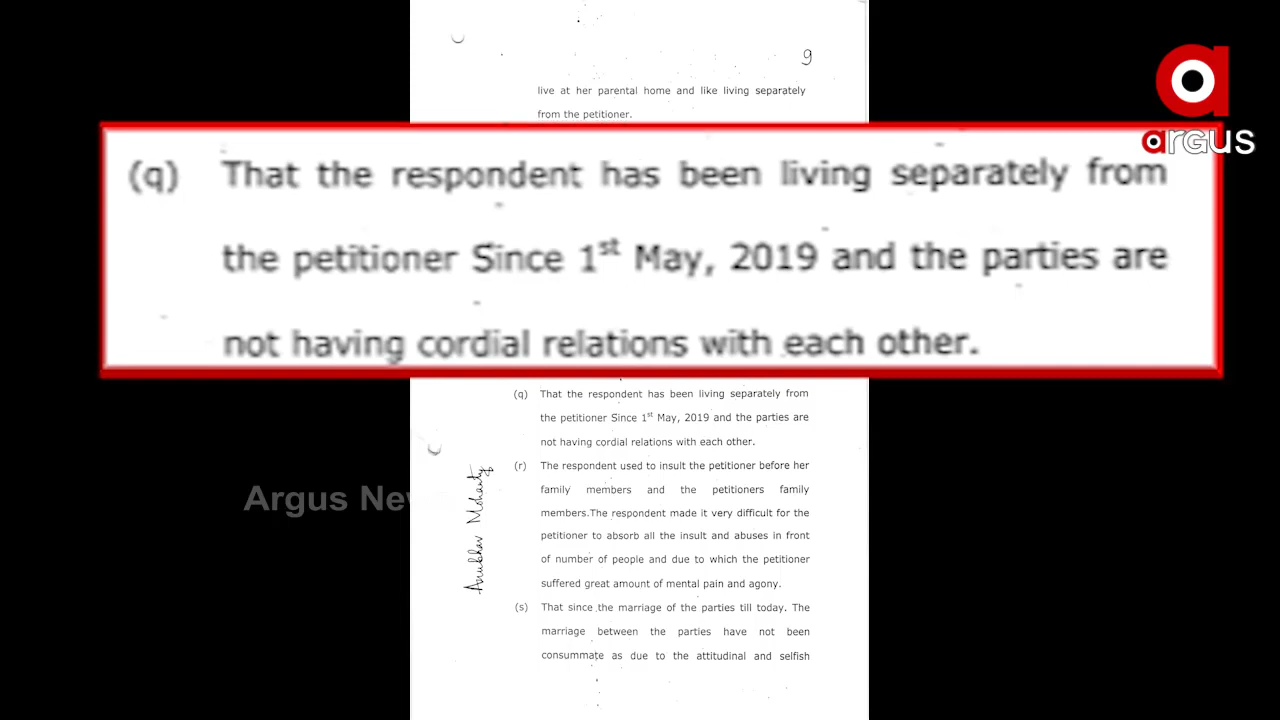 9
argus
live at her parental home and like living separately
from the petitioner.
(q) That the respondent has been living separately from
the petitioner Since 1st May, 2019 and the parties are
not having cordial relations with each other.
(q) That the respondent has been living separately from
the petitioner Since 1st May, 2019 and the parties are
not having cordial relations with each other.
(r) The respondent used to insult the petitioner before her
family members and the petitioners family
members.The respondent made it very difficult for the
petitioner to absorb all the insult and abuses in front
of number of people and due to which the petitioner
suffered great amount of mental pain and agony.
(s) That since the marriage of the parties till today. The
marriage between the parties have not been
consummate as due to the attitudinal and selfish
Anubhav Mohanty
Argus New